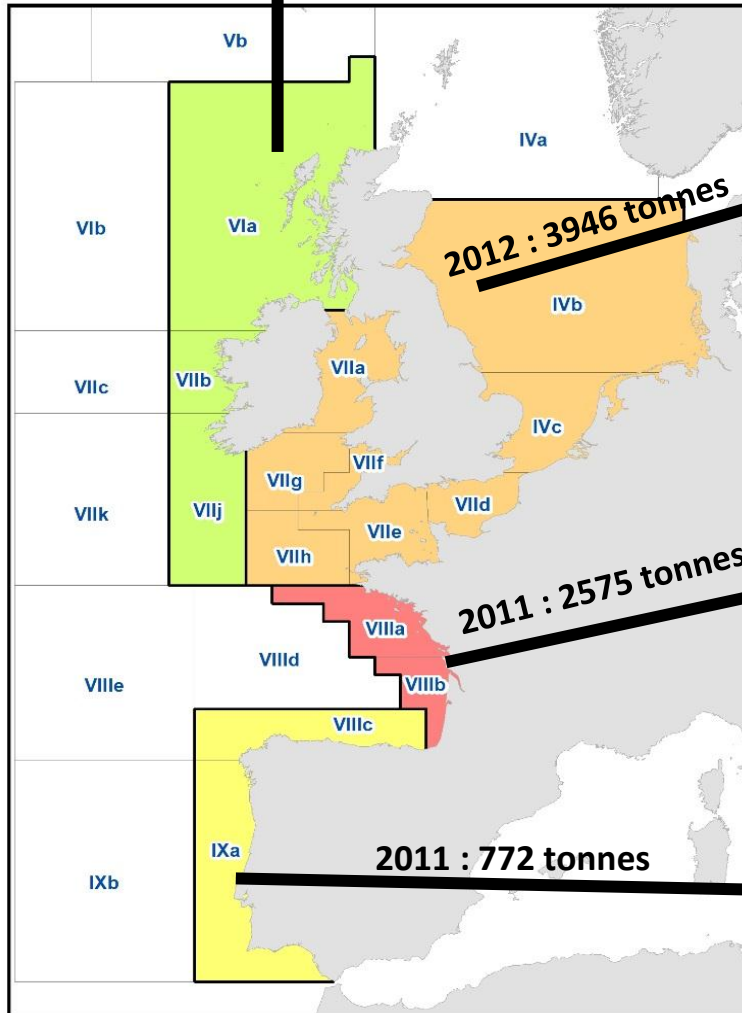 Vb
IVa
VIb
VIa
2012 : 3946 tonnes
IVb
VIIc
VIIb
VIIa
IVc
VIIk
VIIj
VIIg
VIIf
VIId
VIIe
VIIh
2011 : 2575 tonnes
VIIIa
VIIIe
VIIId
VIIIb
VIIIc
IXa
2011 : 772 tonnes
IXb